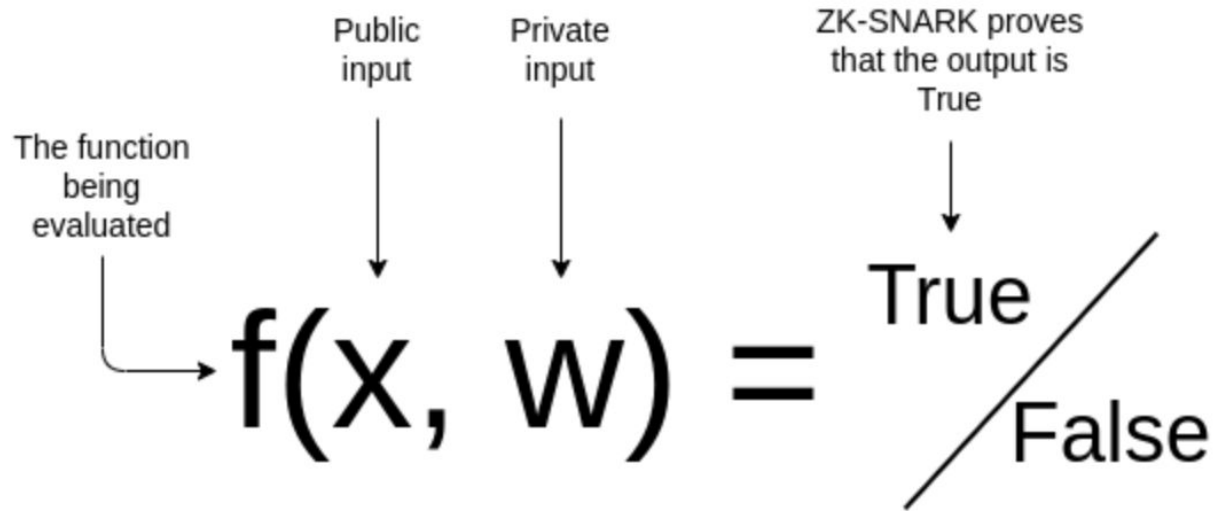 Public
input
Private
input
ZK-SNARK proves
that the output is
True
The function
being
evaluated
f(x, w) =
True
False